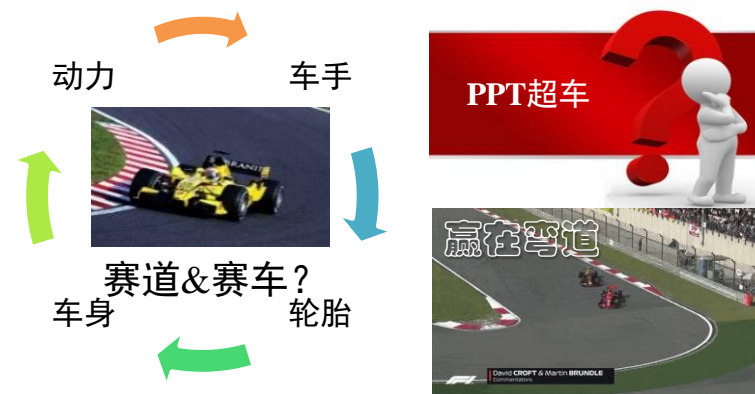 动力
车手
赛道&赛车？
车身
轮胎
PPT超车
赢在弯道
David CROFT & Martin BRUNDLE
Commentators